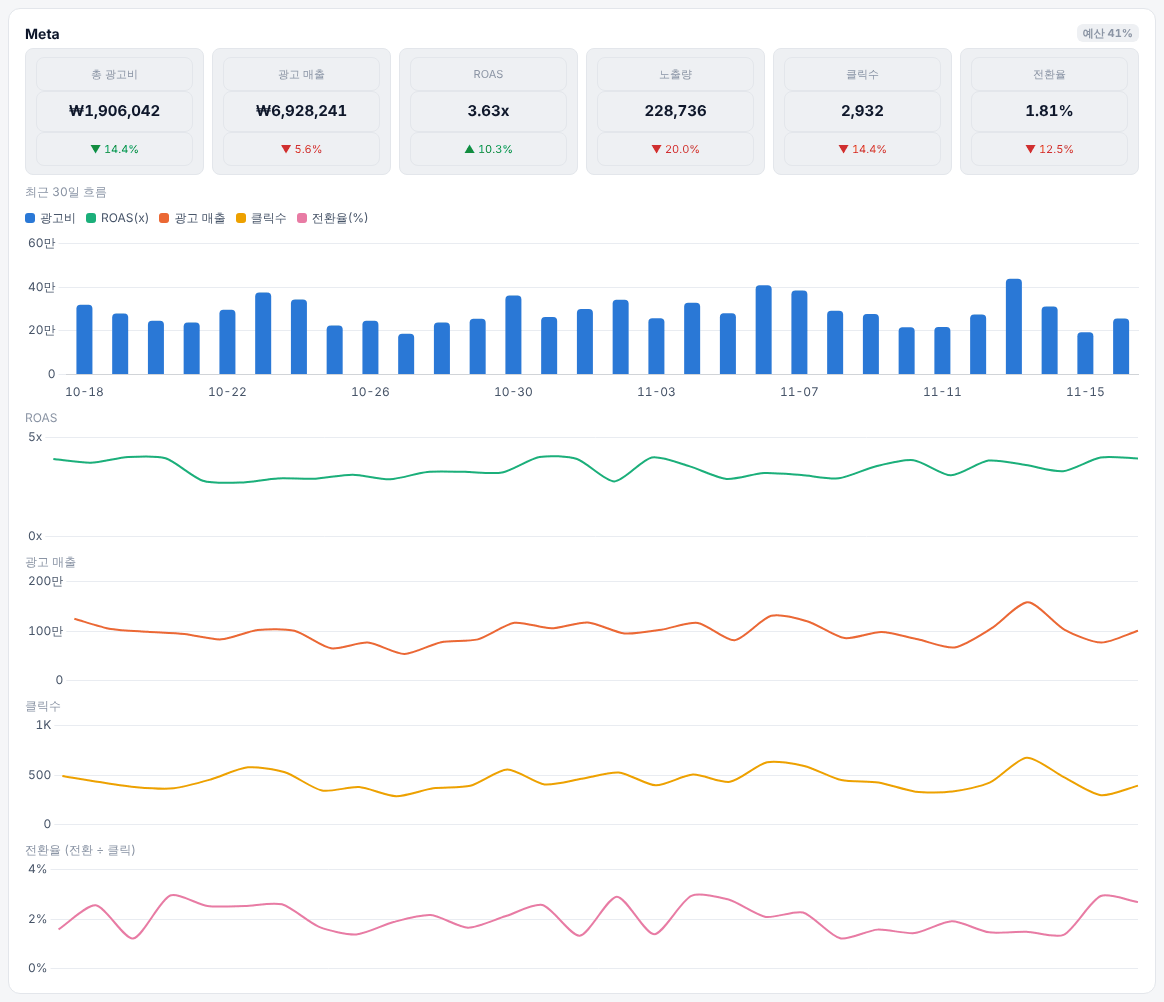 Meta
예산 41%
총 광고비 광고 매출 ROAS 노출량 클릭수 전환율
₩1,906,042 ₩6,928,241 3.63x 228,736 2,932 1.81%
▼ 14.4% ▼ 5.6% ▲ 10.3% ▼ 20.0% ▼ 14.4% ▼ 12.5%
최근 30일 흐름
광고비 ROAS(x) 광고 매출 클릭수 전환율(%)
60만
40만
20만
0
10-18 10-22 10-26 10-30 11-03 11-07 11-11 11-15
ROAS
5x
0x
광고 매출
200만
100만
0
클릭수
1K
500
0
전환율 (전환 ÷ 클릭)
4%
2%
0%